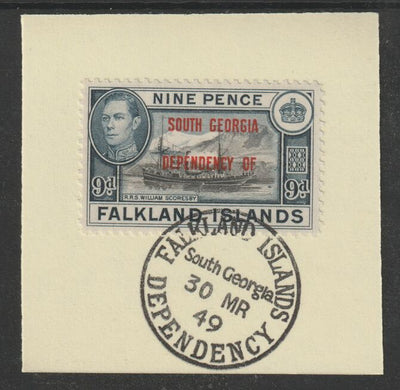 NINE PENCE
SOUTH GEORGIA
DEPENDENCY OF
9d 9d
R.R.S. WILLIAM SCORESBY
FALKLAND ISLANDS
FALKLAND ISLANDS
South Georgia
30 MR
49
DEPENDENCY